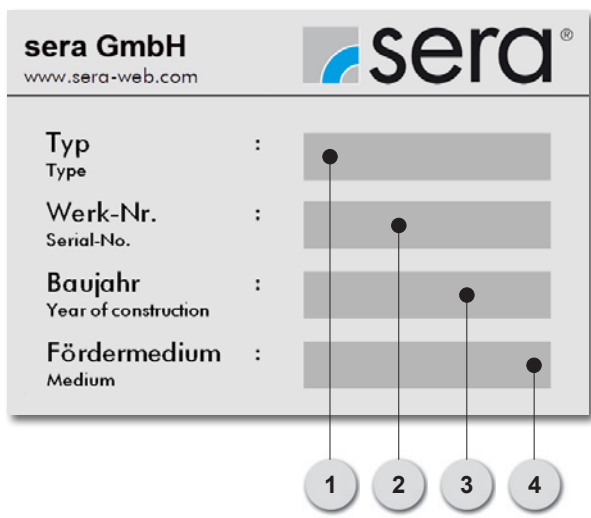 sera GmbH
www.sera-web.com
sera®
Typ :
Type
Werk-Nr. :
Serial-No.
Baujahr :
Year of construction
Fördermedium :
Medium
1 2 3 4